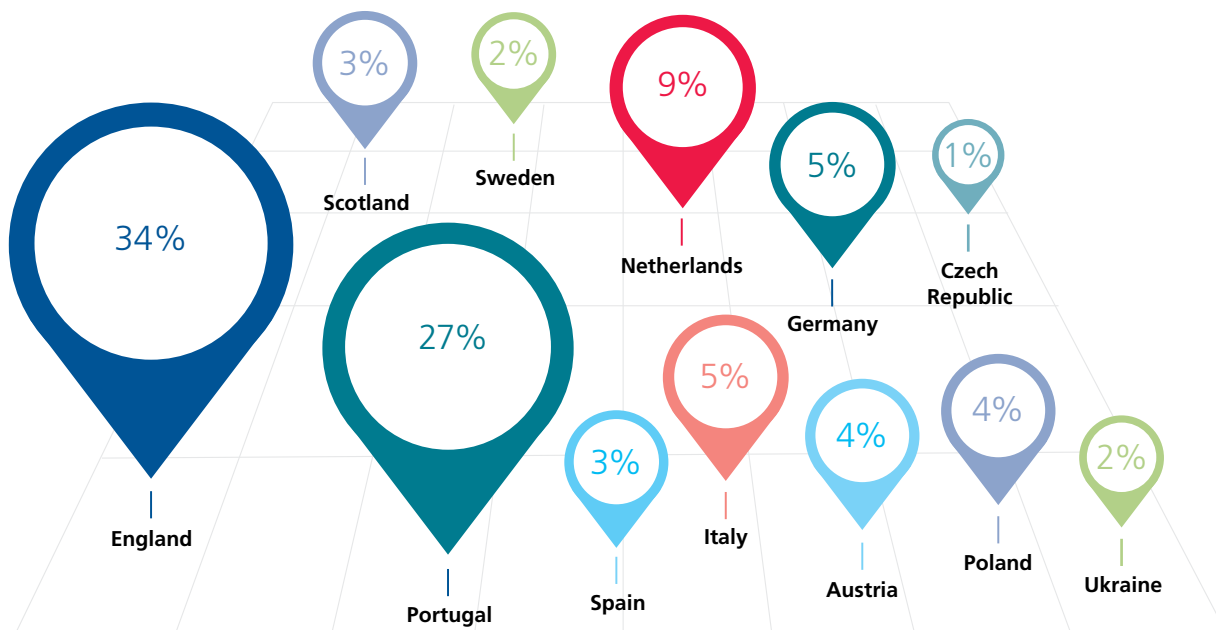 3%
Scotland
2%
Sweden
9%
Netherlands
5%
Germany
1%
Czech
Republic
34%
England
27%
Portugal
3%
Spain
5%
Italy
4%
Austria
4%
Poland
2%
Ukraine